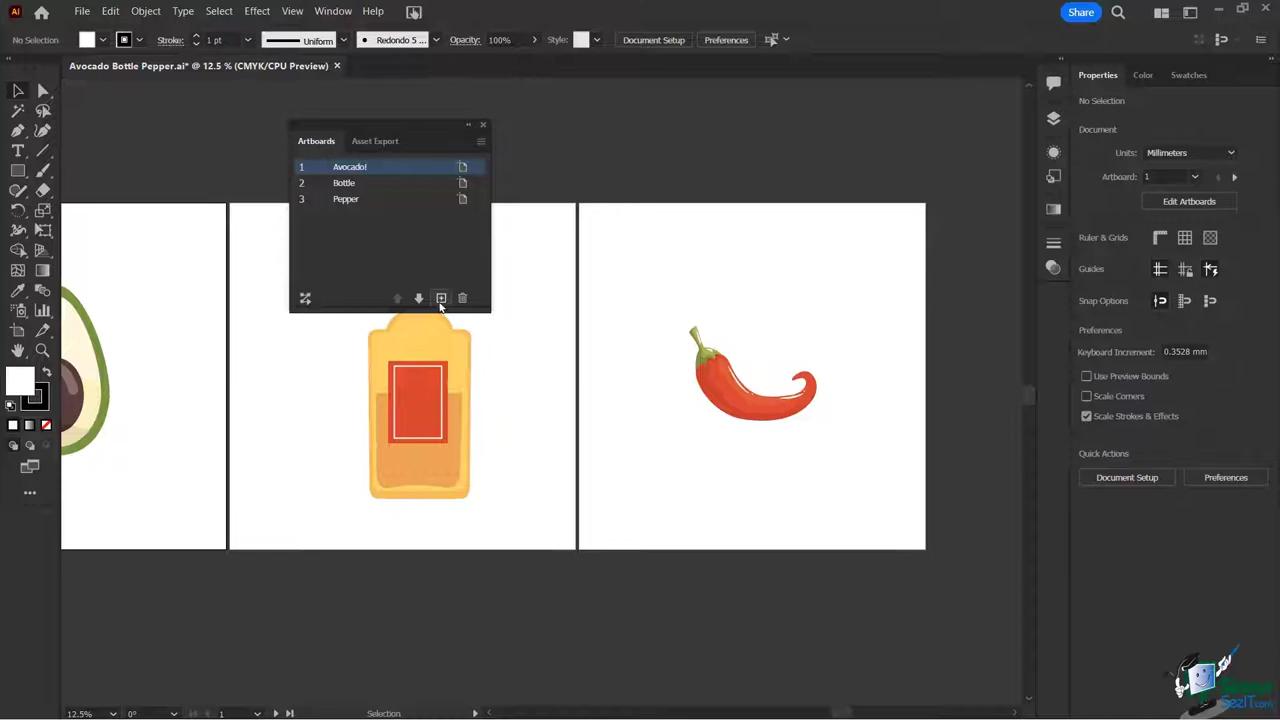 Ai File Edit Object Type Select Effect View Window Help Share
No Selection Stroke: 1 pt Uniform Redondo 5 ... Opacity: 100% Style: Document Setup Preferences
Avocado Bottle Pepper.ai* @ 12.5 % (CMYK/CPU Preview)
Artboards Asset Export
1 Avocado!
2 Bottle
3 Pepper
Properties Color Swatches
No Selection
Document
Units: Millimeters
Artboard: 1
Edit Artboards
Ruler & Grids
Guides
Snap Options
Preferences
Keyboard Increment: 0.3528 mm
Use Preview Bounds
Scale Corners
Scale Strokes & Effects
Quick Actions
Document Setup Preferences
SezIT.com
12.5% 0° 1 Selection